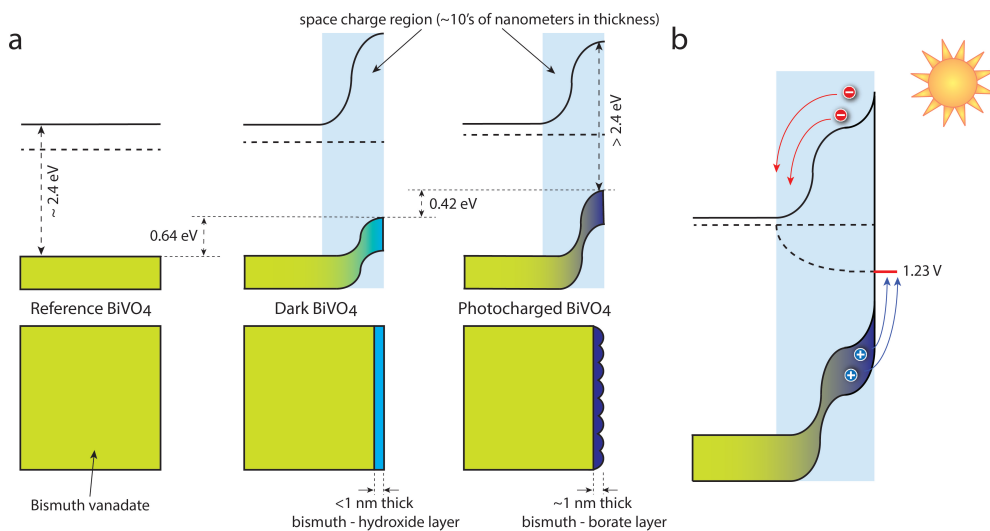 a
space charge region (~10's of nanometers in thickness)
b
~ 2.4 eV
> 2.4 eV
0.64 eV
0.42 eV
1.23 V
Reference BiVO4
Dark BiVO4
Photocharged BiVO4
Bismuth vanadate
<1 nm thick
bismuth - hydroxide layer
~1 nm thick
bismuth - borate layer